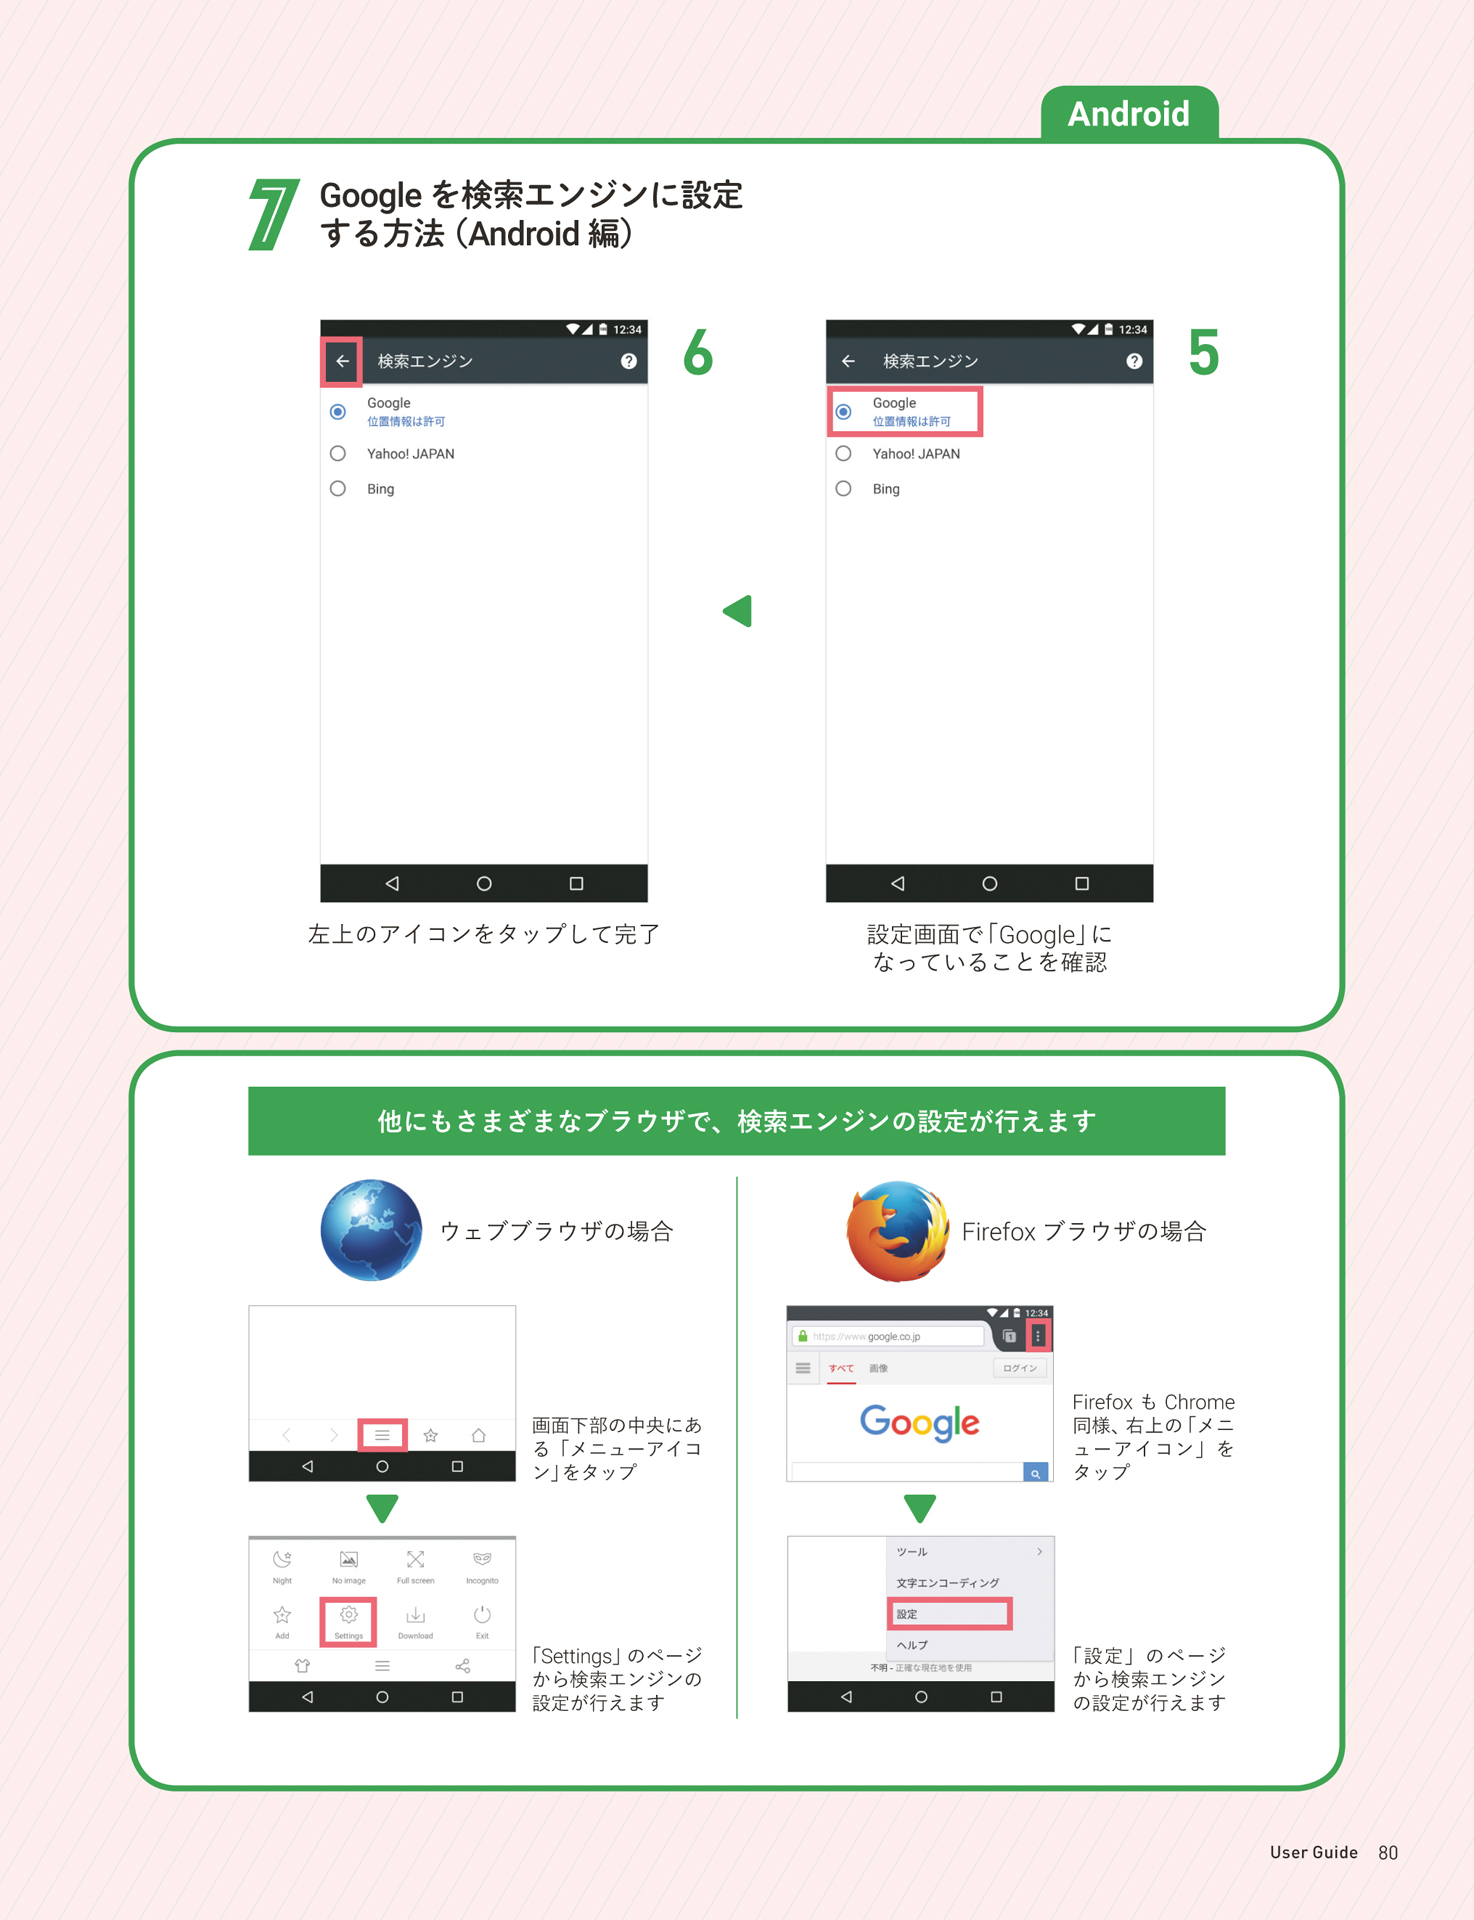 Android
7
Google を検索エンジンに設定
する方法（Android 編）
5
12:34
検索エンジン
?
Google
位置情報は許可
Yahoo! JAPAN
Bing
設定画面で「Google」に
なっていることを確認
6
12:34
検索エンジン
?
Google
位置情報は許可
Yahoo! JAPAN
Bing
左上のアイコンをタップして完了
他にもさまざまなブラウザで、検索エンジンの設定が行えます
Firefox ブラウザの場合
12:34
https://www.google.co.jp
1
すべて
画像
ログイン
Google
Firefox も Chrome
同様、右上の「メニ
ューアイコン」を
タップ
ツール
文字エンコーディング
設定
ヘルプ
不明 - 正確な現在地を使用
「設定」のページ
から検索エンジン
の設定が行えます
ウェブブラウザの場合
画面下部の中央にあ
る「メニューアイコ
ン」をタップ
Night
No image
Full screen
Incognito
Add
Settings
Download
Exit
「Settings」のページ
から検索エンジンの
設定が行えます
User Guide 80